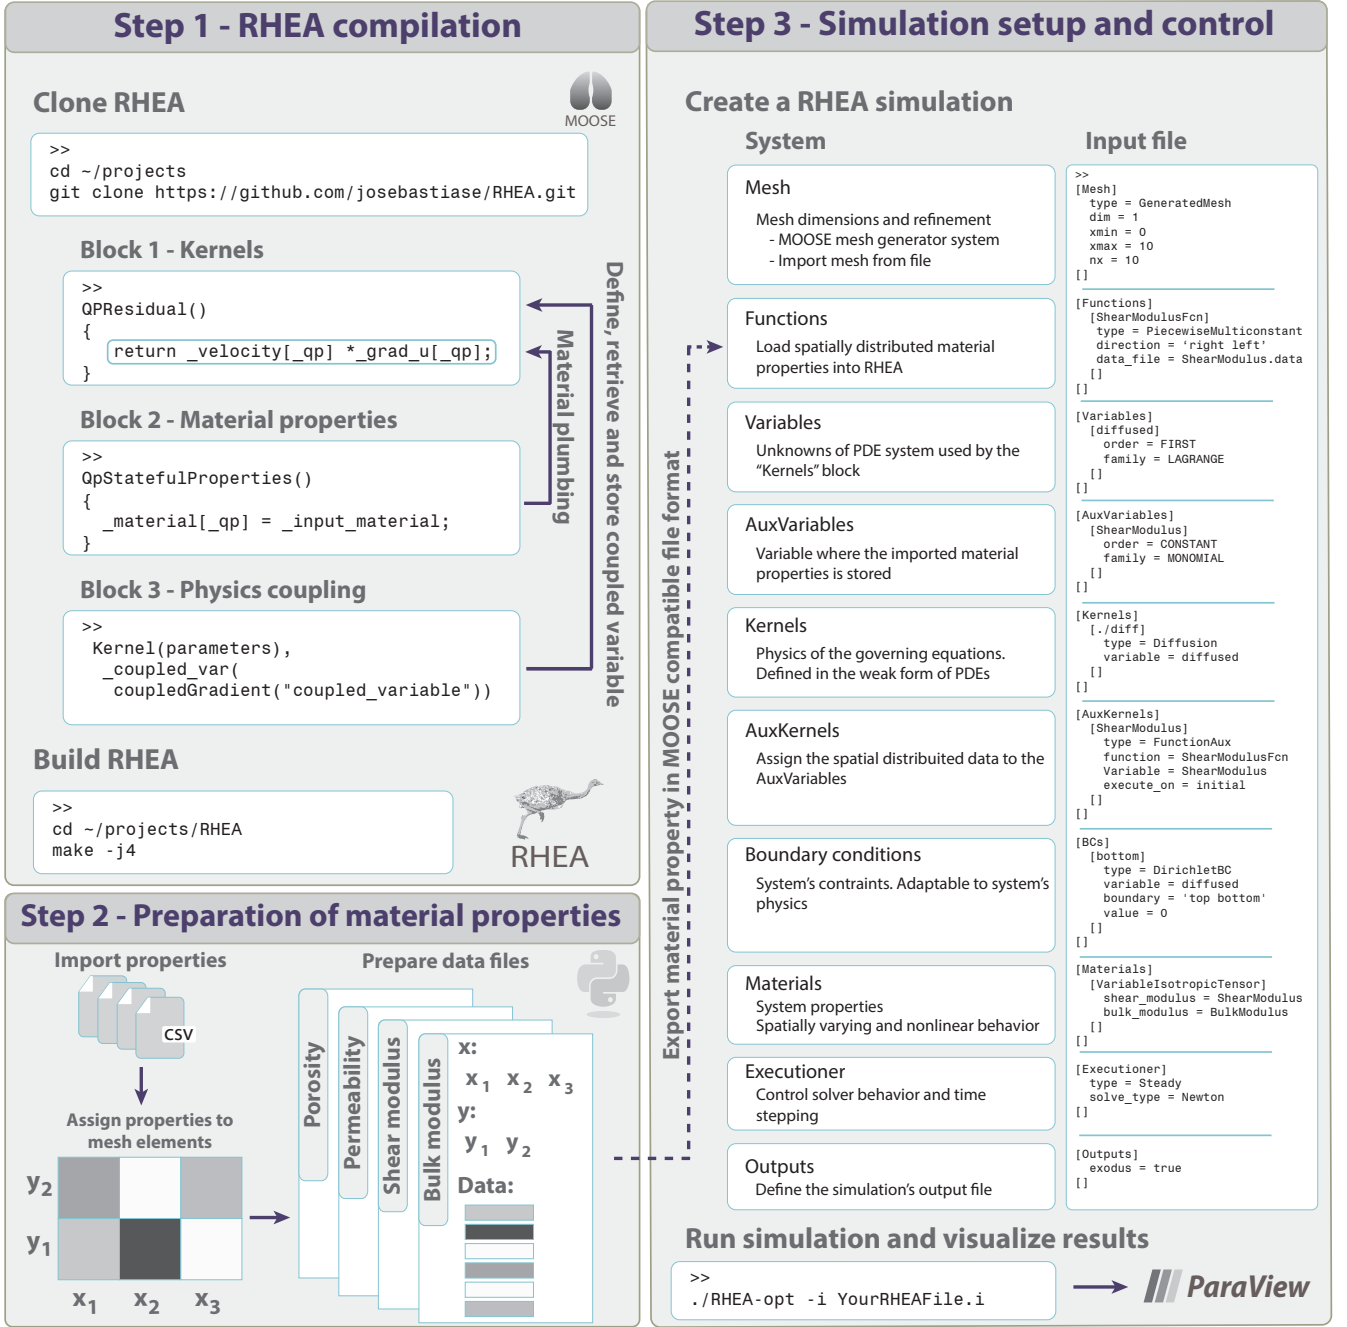 Step 1 - RHEA compilation
Clone RHEA
MOOSE
>>
cd ~/projects
git clone https://github.com/josebastiase/RHEA.git
Block 1 - Kernels
>>
QPResidual()
{
return _velocity[_qp] *_grad_u[_qp];
}
Block 2 - Material properties
>>
QpStatefulProperties()
{
_material[_qp] = _input_material;
}
Block 3 - Physics coupling
>>
Kernel(parameters),
_coupled_var(
coupledGradient("coupled_variable"))
Material plumbing
Define, retrieve and store coupled variable
Build RHEA
>>
cd ~/projects/RHEA
make -j4
RHEA
Step 2 - Preparation of material properties
Import properties
CSV
Assign properties to
mesh elements
y2
y1
x1 x2 x3
Prepare data files
Porosity
Permeability
Shear modulus
Bulk modulus
x:
x1 x2 x3
y:
y1 y2
Data:
Export material property in MOOSE compatible file format
Step 3 - Simulation setup and control
Create a RHEA simulation
System
Mesh
Mesh dimensions and refinement
- MOOSE mesh generator system
- Import mesh from file
Functions
Load spatially distributed material
properties into RHEA
Variables
Unknowns of PDE system used by the
“Kernels” block
AuxVariables
Variable where the imported material
properties is stored
Kernels
Physics of the governing equations.
Defined in the weak form of PDEs
AuxKernels
Assign the spatial distribuited data to the
AuxVariables
Boundary conditions
System’s contraints. Adaptable to system’s
physics
Materials
System properties
Spatially varying and nonlinear behavior
Executioner
Control solver behavior and time
stepping
Outputs
Define the simulation’s output file
Input file
>>
[Mesh]
type = GeneratedMesh
dim = 1
xmin = 0
xmax = 10
nx = 10
[]
[Functions]
[ShearModulusFcn]
type = PiecewiseMulticonstant
direction = 'right left'
data_file = ShearModulus.data
[]
[]
[Variables]
[diffused]
order = FIRST
family = LAGRANGE
[]
[]
[AuxVariables]
[ShearModulus]
order = CONSTANT
family = MONOMIAL
[]
[]
[Kernels]
[./diff]
type = Diffusion
variable = diffused
[]
[]
[AuxKernels]
[ShearModulus]
type = FunctionAux
function = ShearModulusFcn
Variable = ShearModulus
execute_on = initial
[]
[]
[BCs]
[bottom]
type = DirichletBC
variable = diffused
boundary = 'top bottom'
value = 0
[]
[]
[Materials]
[VariableIsotropicTensor]
shear_modulus = ShearModulus
bulk_modulus = BulkModulus
[]
[]
[Executioner]
type = Steady
solve_type = Newton
[]
[Outputs]
exodus = true
[]
Run simulation and visualize results
>>
./RHEA-opt -i YourRHEAFile.i
ParaView